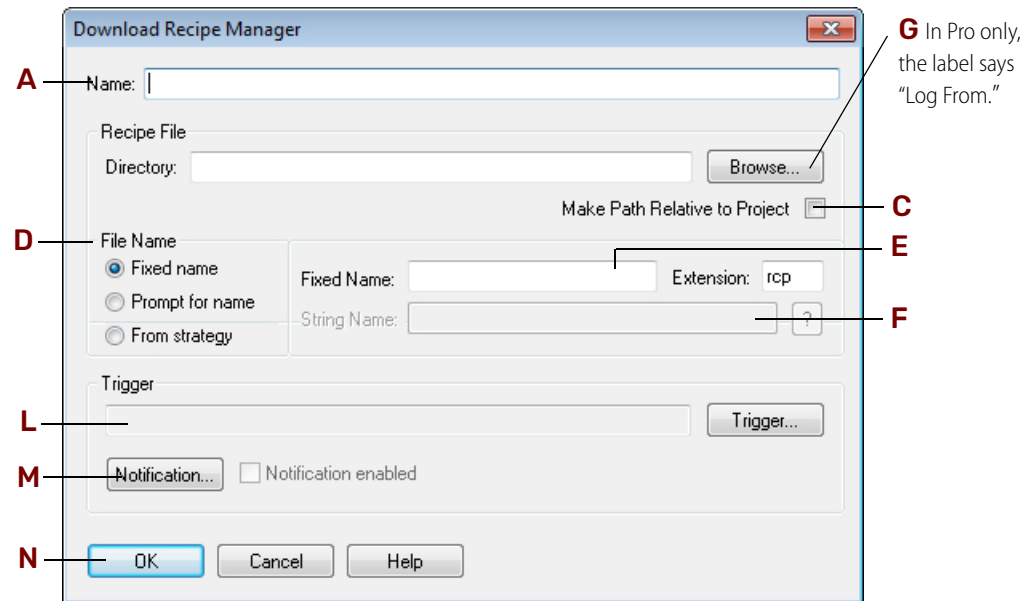 Download Recipe Manager
G In Pro only,
the label says
“Log From.”
A
Name:
Recipe File
Directory:
Browse...
Make Path Relative to Project
C
D
File Name
E
Fixed name
Fixed Name:
Extension: rcp
Prompt for name
String Name:
?
F
From strategy
Trigger
L
Trigger...
M
Notification...
Notification enabled
N
OK
Cancel
Help